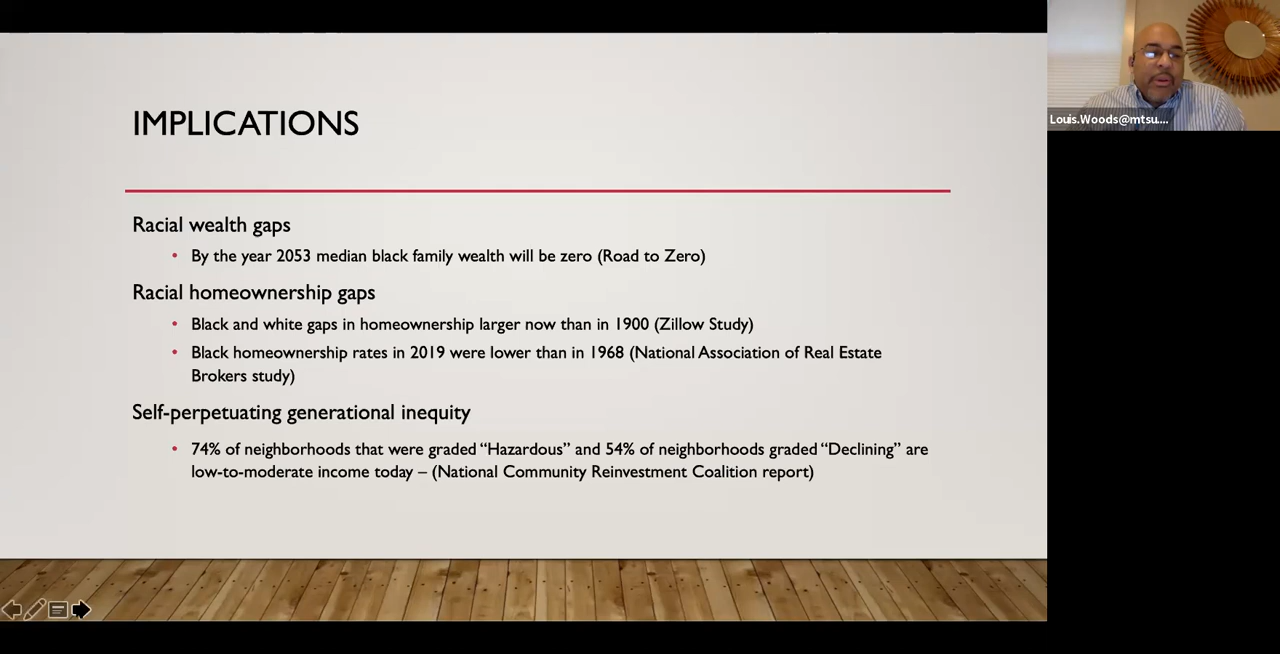 IMPLICATIONS
Racial wealth gaps
• By the year 2053 median black family wealth will be zero (Road to Zero)
Racial homeownership gaps
• Black and white gaps in homeownership larger now than in 1900 (Zillow Study)
• Black homeownership rates in 2019 were lower than in 1968 (National Association of Real Estate
Brokers study)
Self-perpetuating generational inequity
• 74% of neighborhoods that were graded “Hazardous” and 54% of neighborhoods graded “Declining” are
low-to-moderate income today – (National Community Reinvestment Coalition report)
Louis.Woods@mtsu....